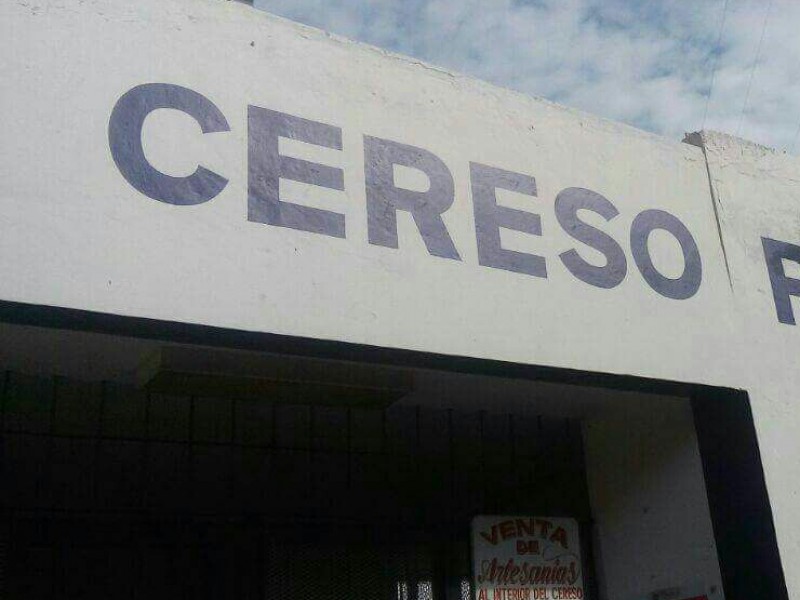 CERESO
VENTA
DE
Artesanías
AL INTERIOR DEL CERESO